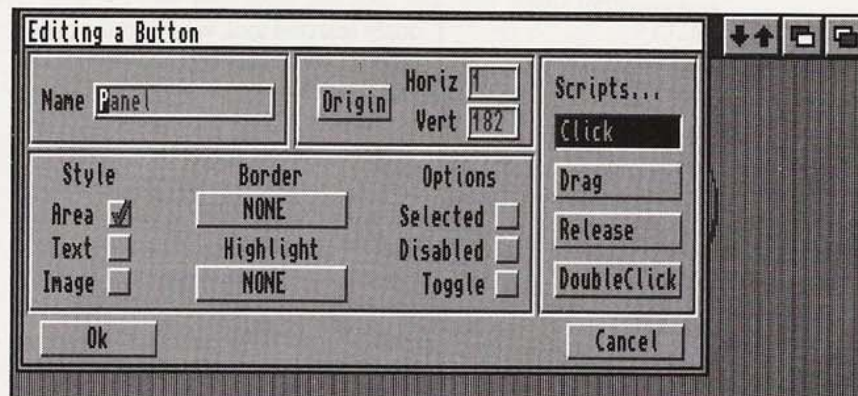 Editing a Button
Name Panel
Origin
Horiz 1
Vert 182
Scripts...
Click
Drag
Release
DoubleClick
Style
Area
Text
Image
Border
NONE
Highlight
NONE
Options
Selected
Disabled
Toggle
Ok
Cancel